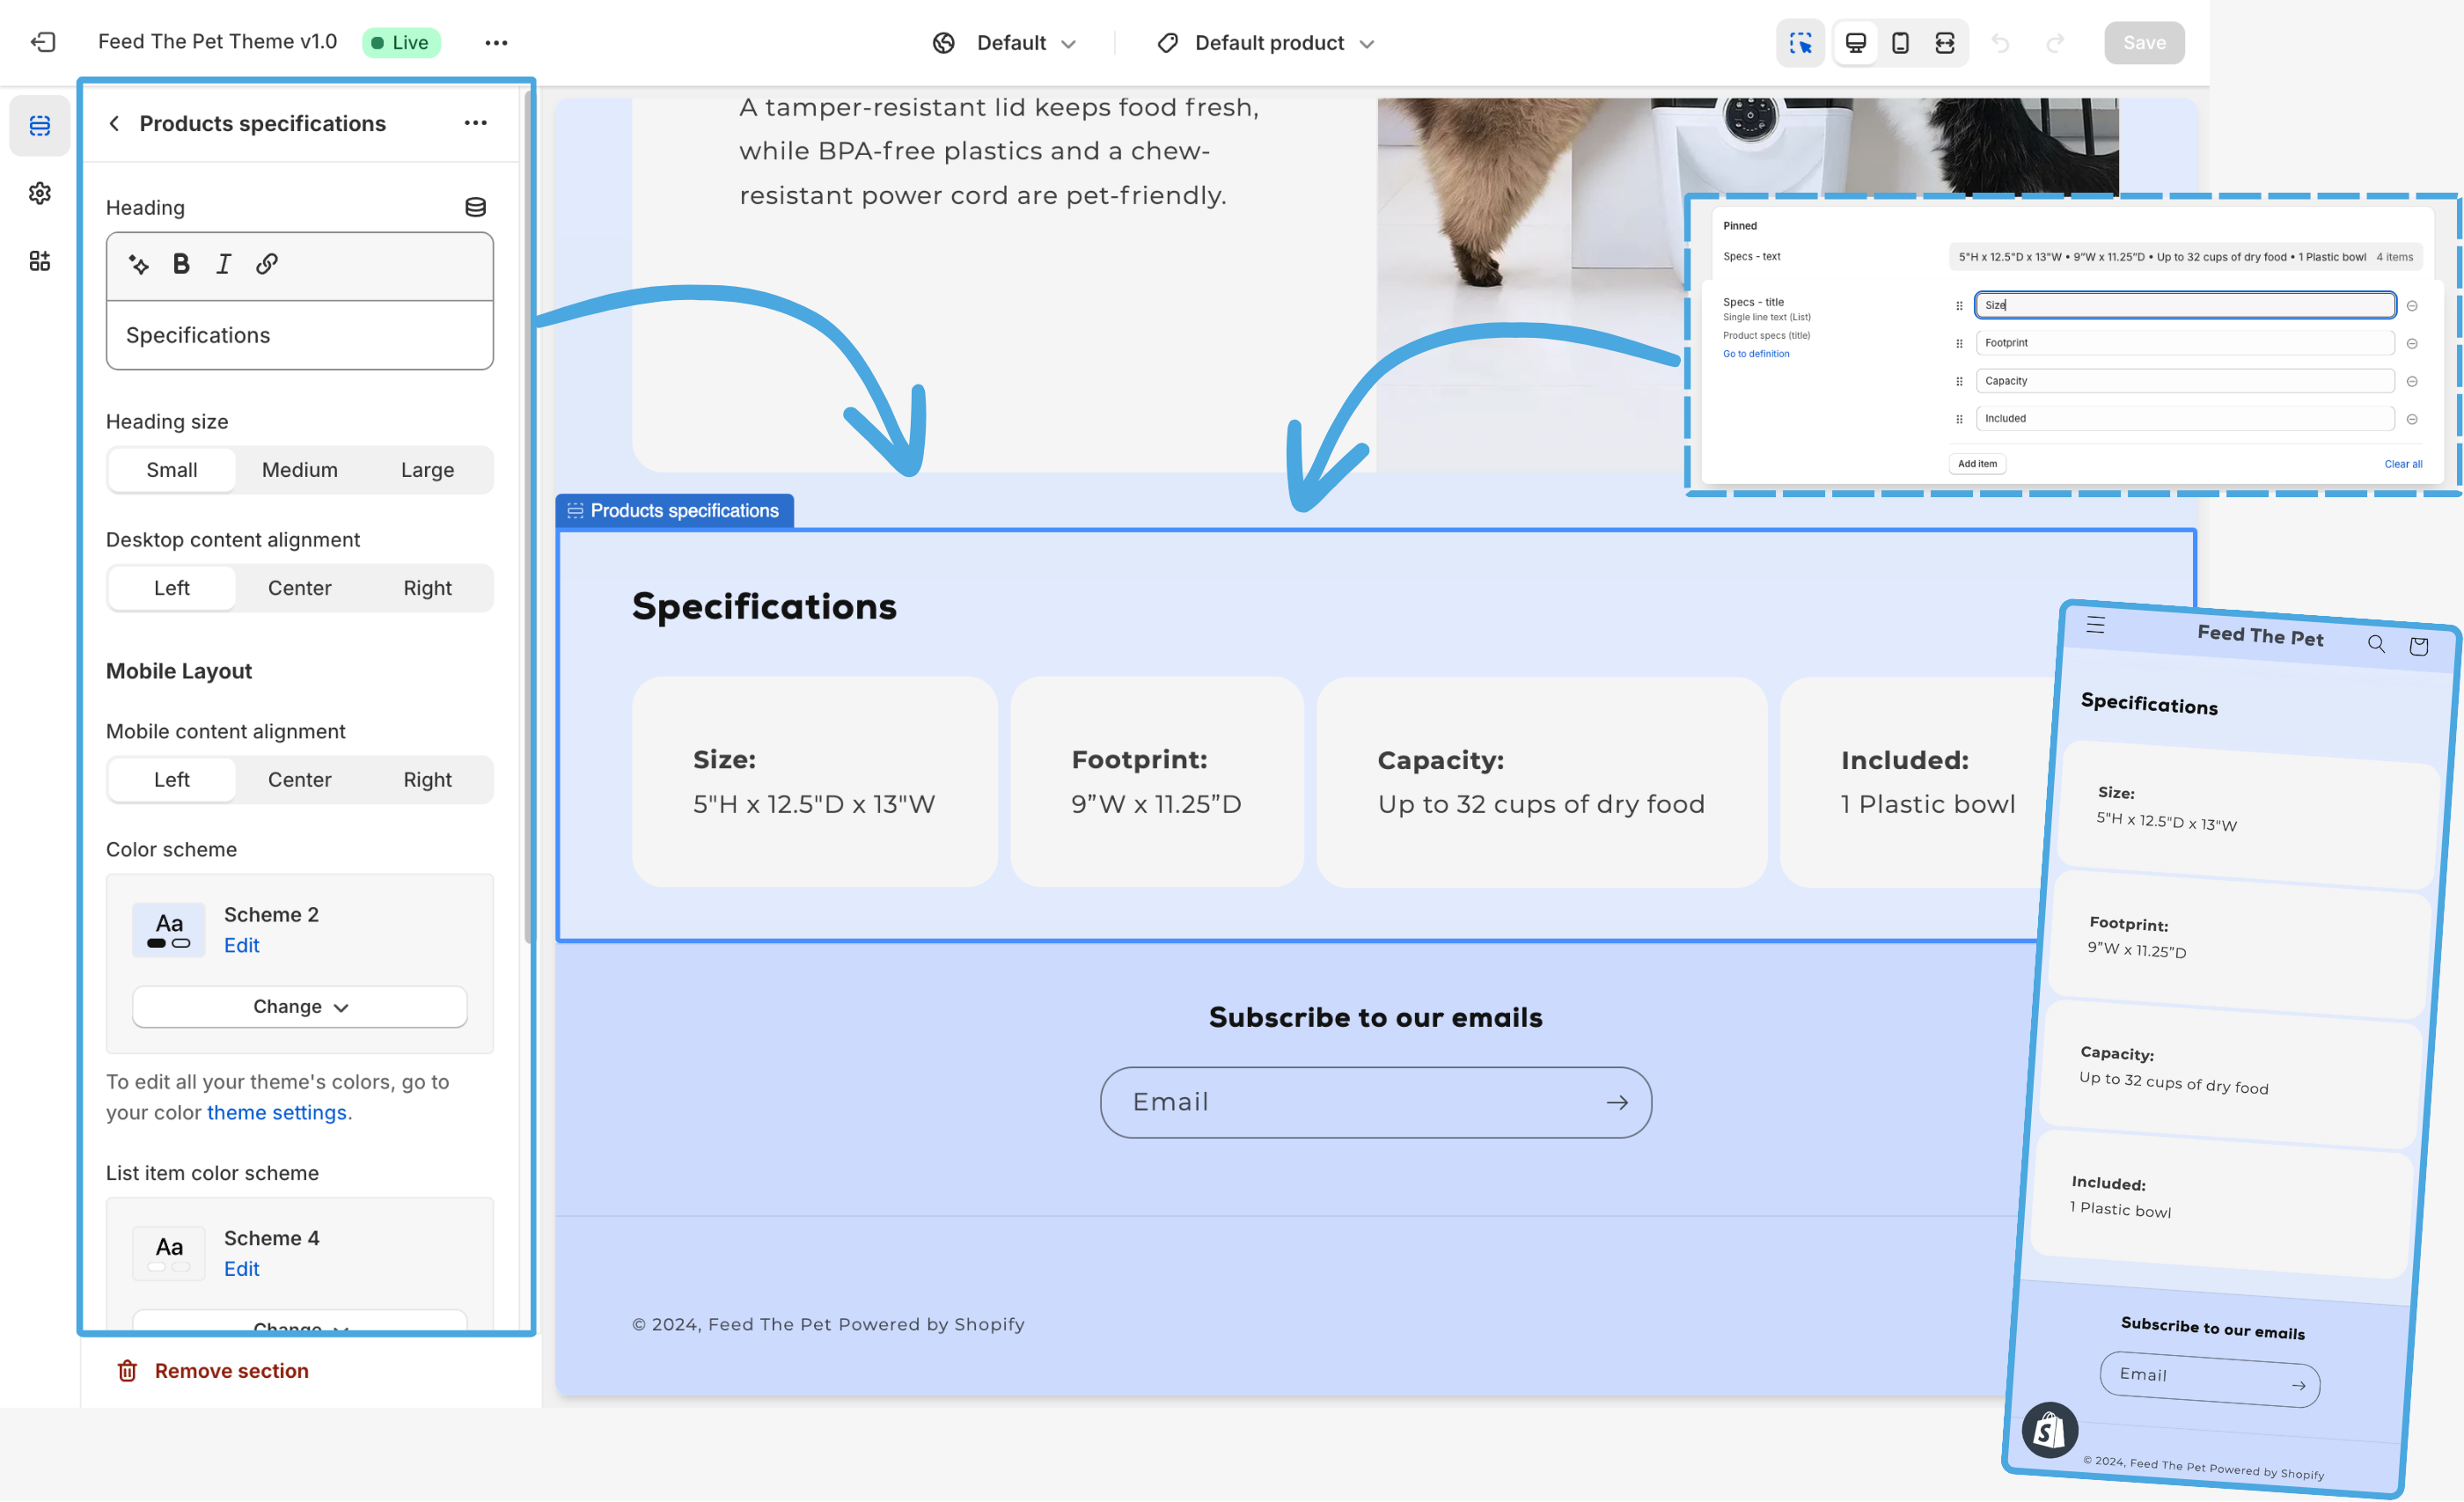 Feed The Pet Theme v1.0
Live
Default
Default product
Save
Products specifications
Heading
B I
Specifications
Heading size
Small Medium Large
Desktop content alignment
Left Center Right
Mobile Layout
Mobile content alignment
Left Center Right
Color scheme
Aa
Scheme 2
Edit
Change
To edit all your theme's colors, go to
your color theme settings.
List item color scheme
Aa
Scheme 4
Edit
Change
Remove section
A tamper-resistant lid keeps food fresh,
while BPA-free plastics and a chew-
resistant power cord are pet-friendly.
Pinned
Specs - text
5"H x 12.5"D x 13"W • 9”W x 11.25”D • Up to 32 cups of dry food • 1 Plastic bowl 4 items
Specs - title
Single line text (List)
Product specs (title)
Go to definition
Size
Footprint
Capacity
Included
Add item
Clear all
Products specifications
Specifications
Size:
5"H x 12.5"D x 13"W
Footprint:
9”W x 11.25”D
Capacity:
Up to 32 cups of dry food
Included:
1 Plastic bowl
Subscribe to our emails
Email
© 2024, Feed The Pet Powered by Shopify
Feed The Pet
Specifications
Size:
5"H x 12.5"D x 13"W
Footprint:
9”W x 11.25”D
Capacity:
Up to 32 cups of dry food
Included:
1 Plastic bowl
Subscribe to our emails
Email
© 2024, Feed The Pet Powered by Shopify